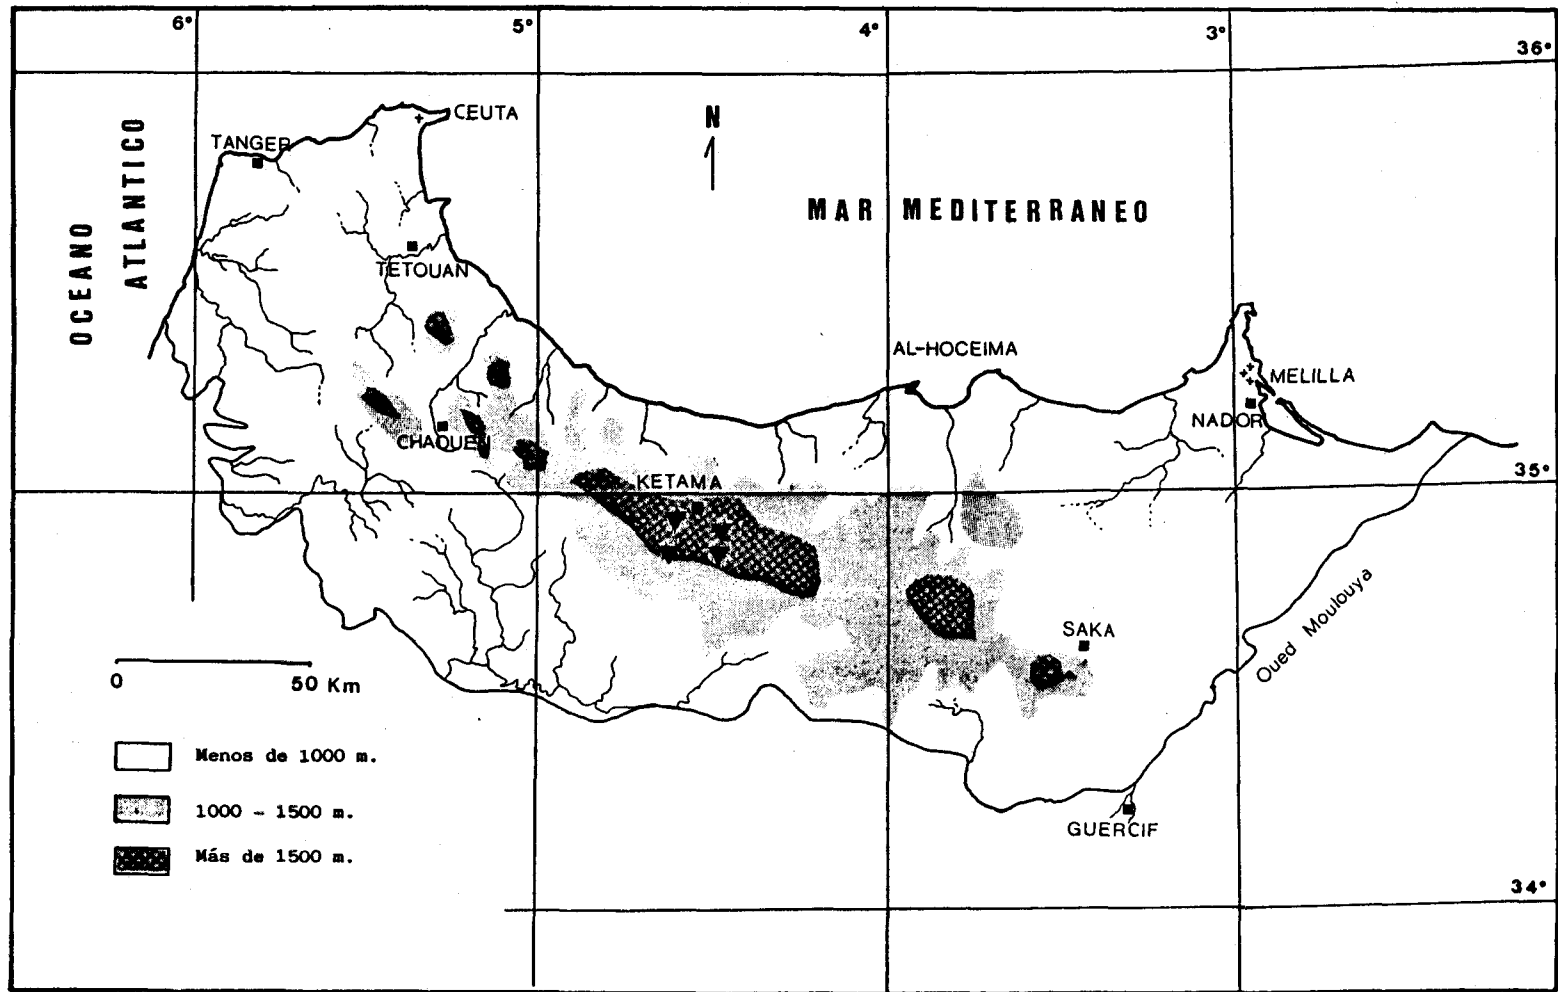 6°
5°
4°
3°
36°
CEUTA
TANGER
N
OCEANO
ATLANTICO
MAR MEDITERRANEO
TETOUAN
AL-HOCEIMA
MELILLA
NADOR
CHAOUEN
KETAMA
35°
SAKA
Oued Moulouya
0 50 Km
Menos de 1000 m.
1000 - 1500 m.
Más de 1500 m.
GUERCIF
34°